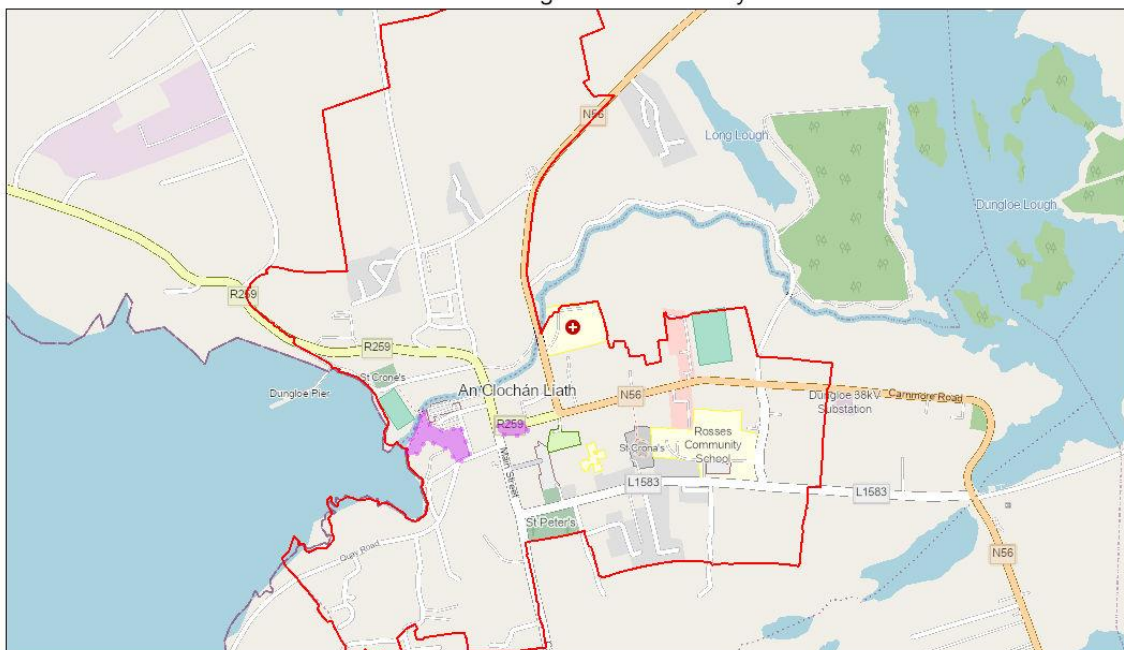 N56
Long Lough
Dungloe Lough
R259
R259
St Crone's
Dungloe Pier
An Clochán Liath
N56
Dungloe 38kV
Substation
Carnmore Road
R259
Main Street
St Crona's
Rosses
Community
School
L1583
L1583
St Peter's
Quay Road
N56